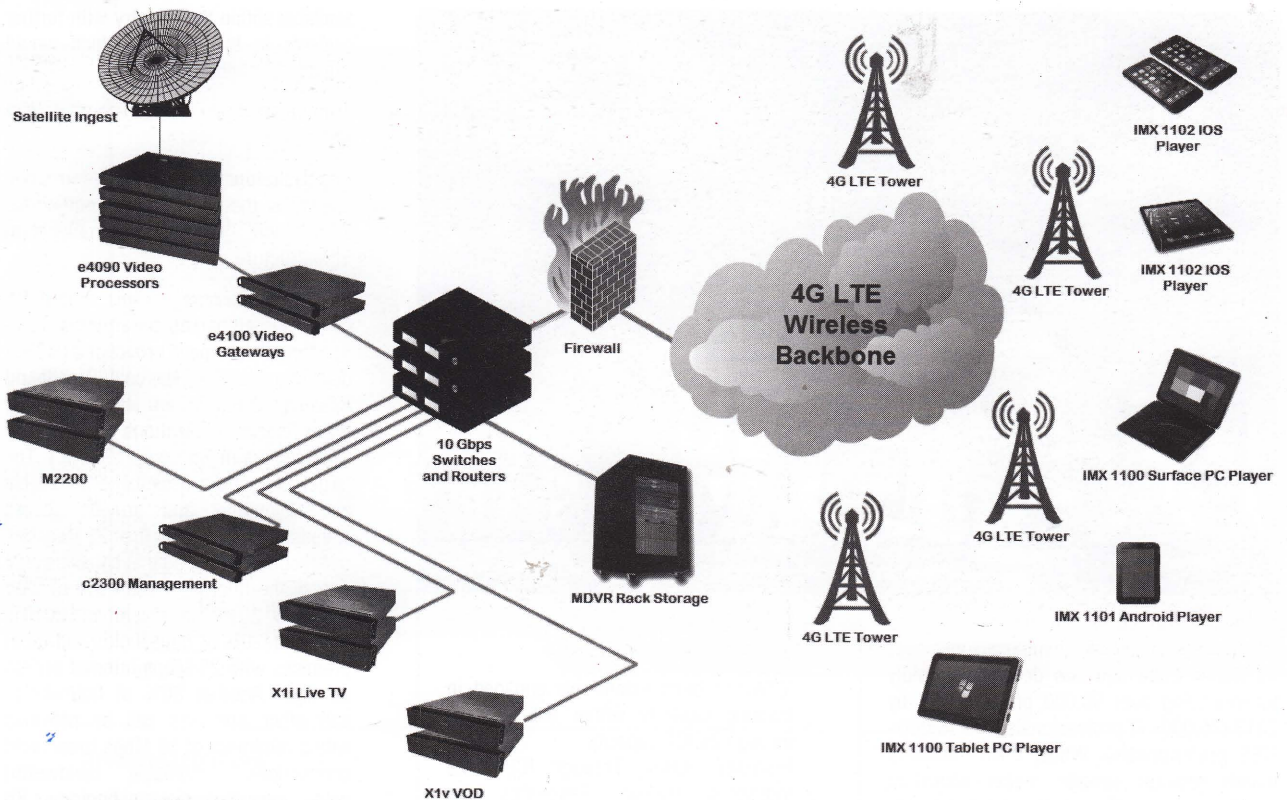 Satellite Ingest
e4090 Video
Processors
e4100 Video
Gateways
M2200
c2300 Management
X1i Live TV
X1v VOD
10 Gbps
Switches
and Routers
Firewall
MDVR Rack Storage
4G LTE
Wireless
Backbone
4G LTE Tower
4G LTE Tower
4G LTE Tower
4G LTE Tower
IMX 1102 IOS
Player
IMX 1102 IOS
Player
IMX 1100 Surface PC Player
IMX 1101 Android Player
IMX 1100 Tablet PC Player